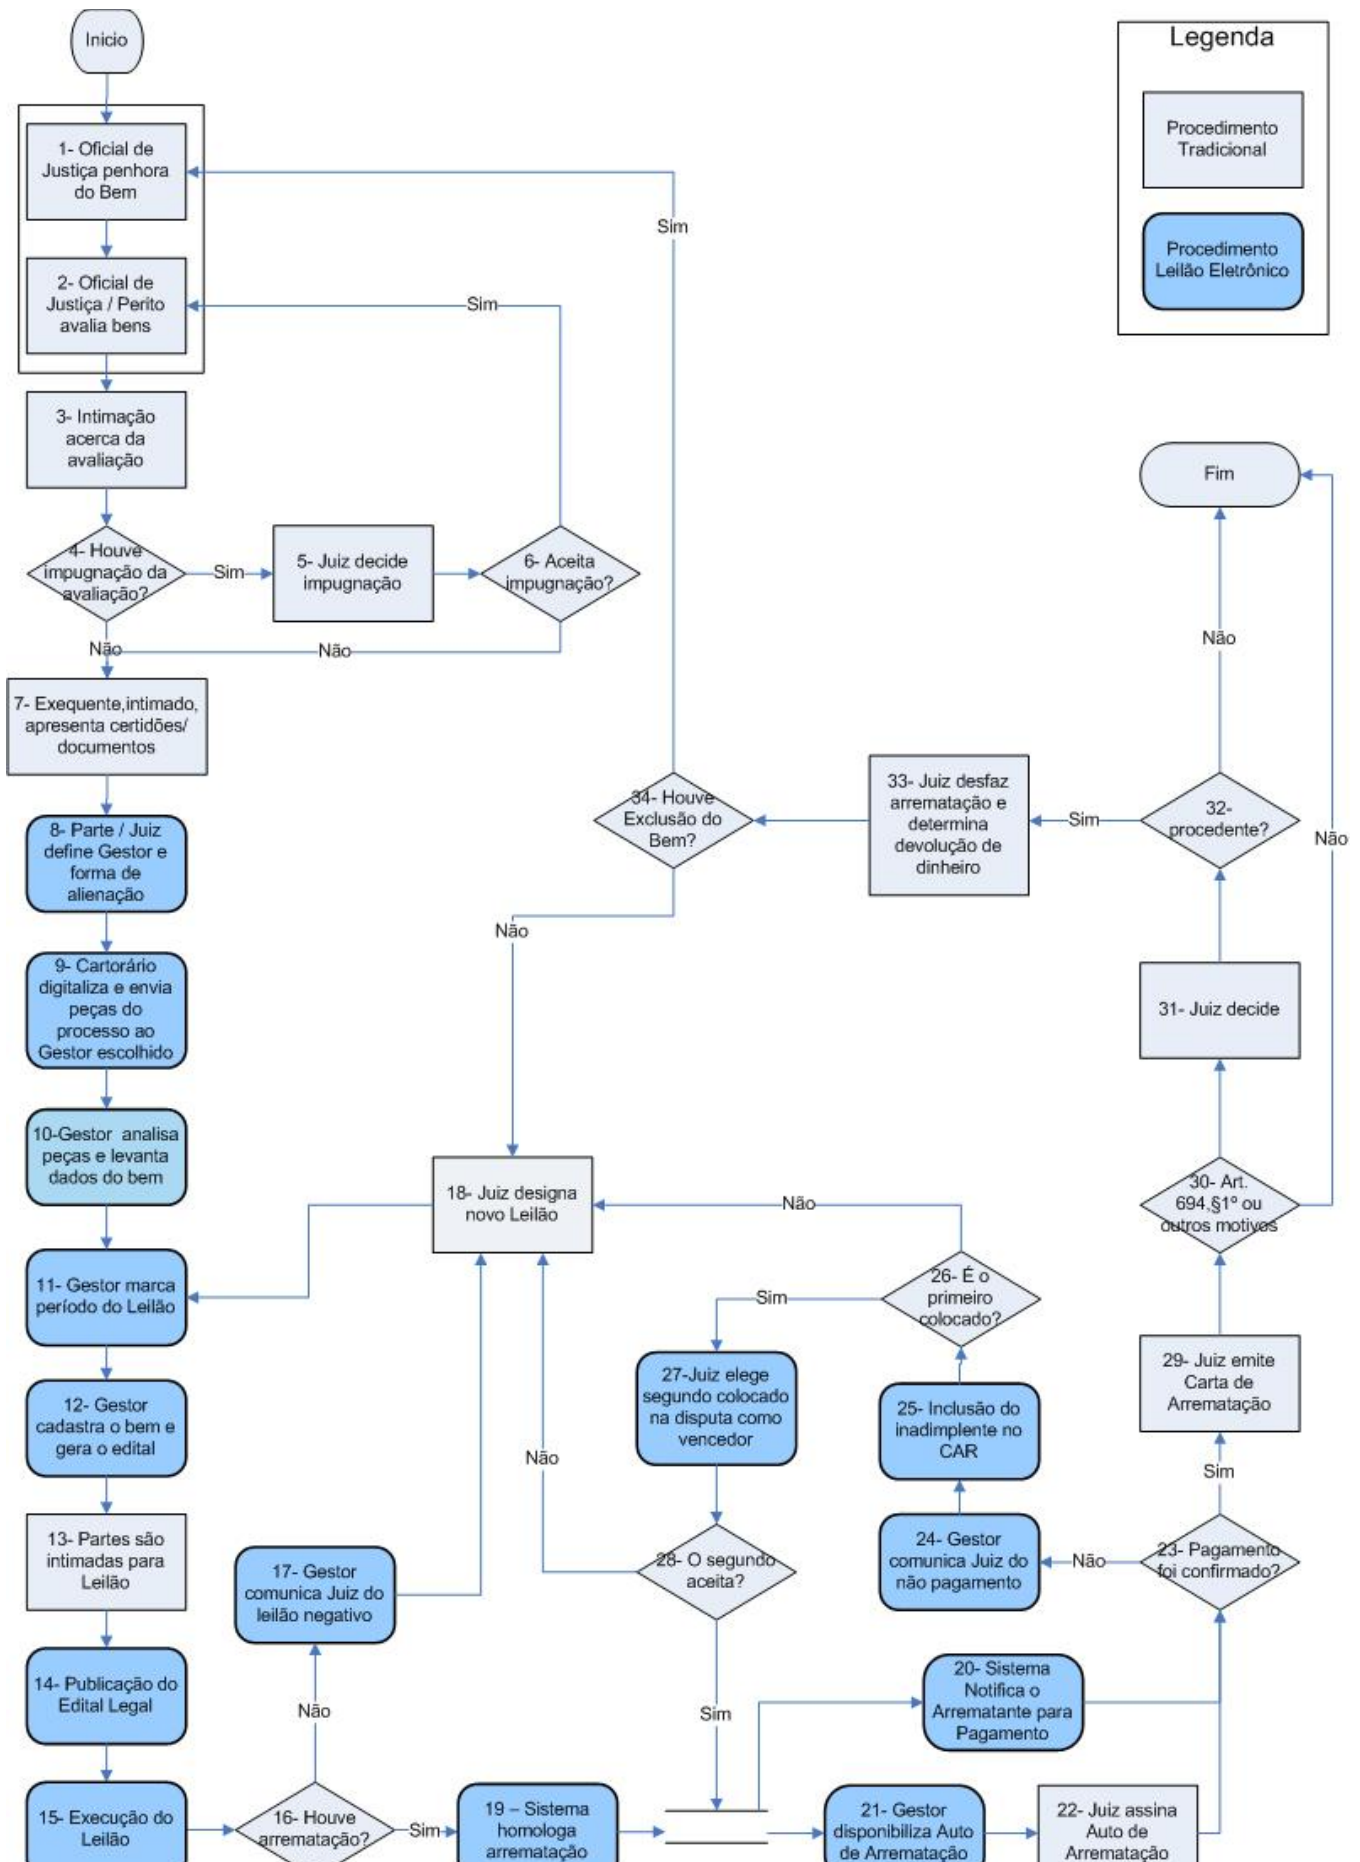 Inicio
Legenda
Procedimento
Tradicional
Procedimento
Leilão Eletrônico
1- Oficial de
Justiça penhora
do Bem
Sim
2- Oficial de
Justiça / Perito
avalia bens
Sim
3- Intimação
acerca da
avaliação
Fim
4- Houve
impugnação da
avaliação?
Sim
5- Juiz decide
impugnação
6- Aceita
impugnação?
Não
Não
Não
7- Exequente,intimado,
apresenta certidões/
documentos
8- Parte / Juiz
define Gestor e
forma de
alienação
34- Houve
Exclusão do
Bem?
33- Juiz desfaz
arrematação e
determina
devolução de
dinheiro
Sim
32-
procedente?
Não
Não
9- Cartorário
digitaliza e envia
peças do
processo ao
Gestor escolhido
31- Juiz decide
10-Gestor  analisa
peças e levanta
dados do bem
18- Juiz designa
novo Leilão
Não
30- Art.
694,§1º ou
outros motivos
11- Gestor marca
período do Leilão
Sim
26- É o
primeiro
colocado?
12- Gestor
cadastra o bem e
gera o edital
Não
27-Juiz elege
segundo colocado
na disputa como
vencedor
25- Inclusão do
inadimplente no
CAR
29- Juiz emite
Carta de
Arrematação
Sim
13- Partes são
intimadas para
Leilão
17- Gestor
comunica Juiz do
leilão negativo
28- O segundo
aceita?
24- Gestor
comunica Juiz do
não pagamento
Não
23- Pagamento
foi confirmado?
14- Publicação do
Edital Legal
Não
Sim
20- Sistema
Notifica o
Arrematante para
Pagamento
15- Execução do
Leilão
16- Houve
arrematação?
Sim
19 – Sistema
homologa
arrematação
21- Gestor
disponibiliza Auto
de Arrematação
22- Juiz assina
Auto de
Arrematação